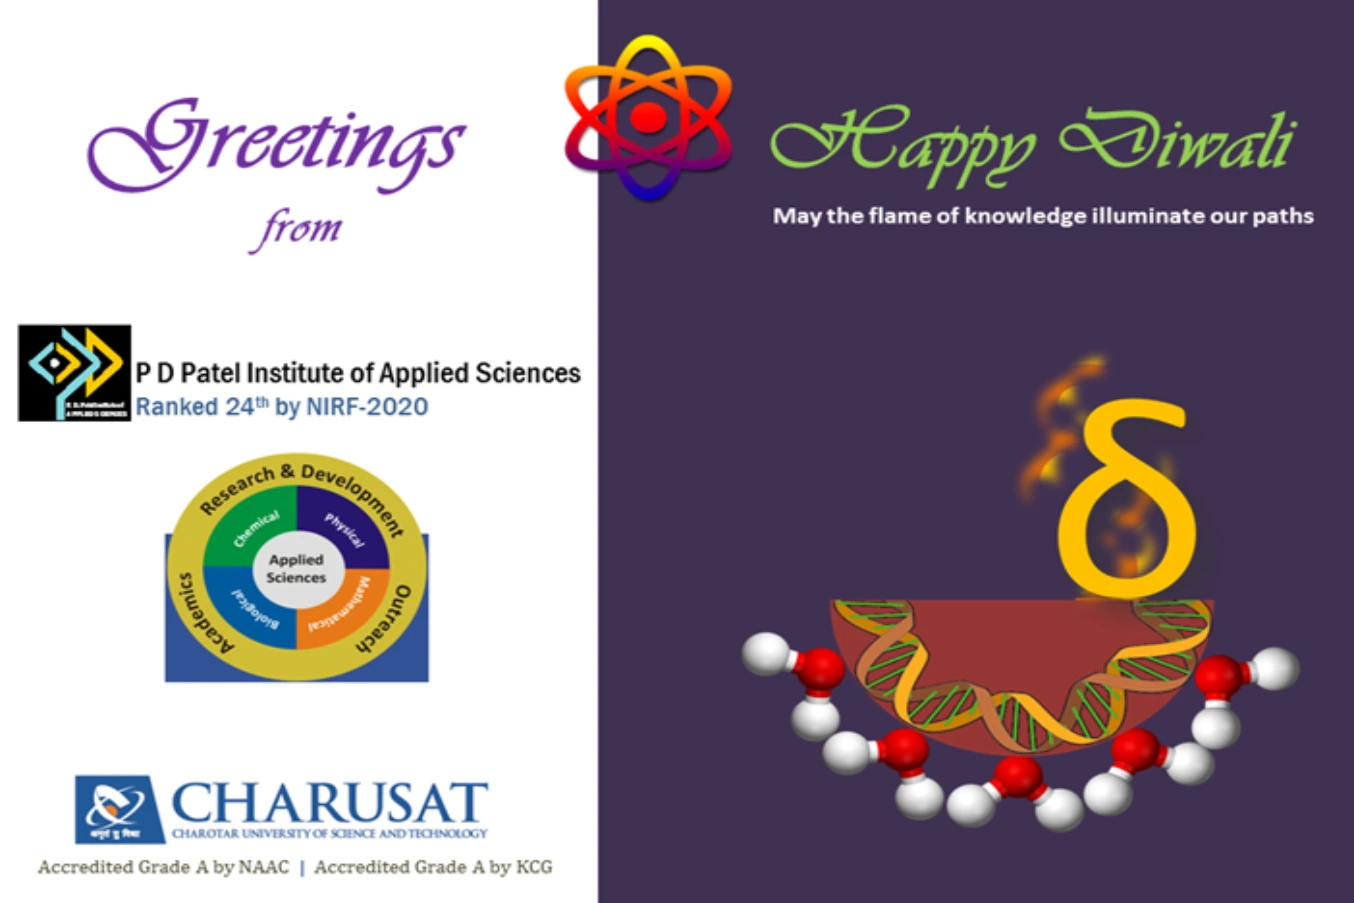 Greetings
from
P D Patel Institute of Applied Sciences
Ranked 24th by NIRF-2020
Research & Development
Chemical
Physical
Applied
Sciences
Biological
Mathematical
Academics
Outreach
CHARUSAT
CHAROTAR UNIVERSITY OF SCIENCE AND TECHNOLOGY
Accredited Grade A by NAAC | Accredited Grade A by KCG
Happy Diwali
May the flame of knowledge illuminate our paths
δ